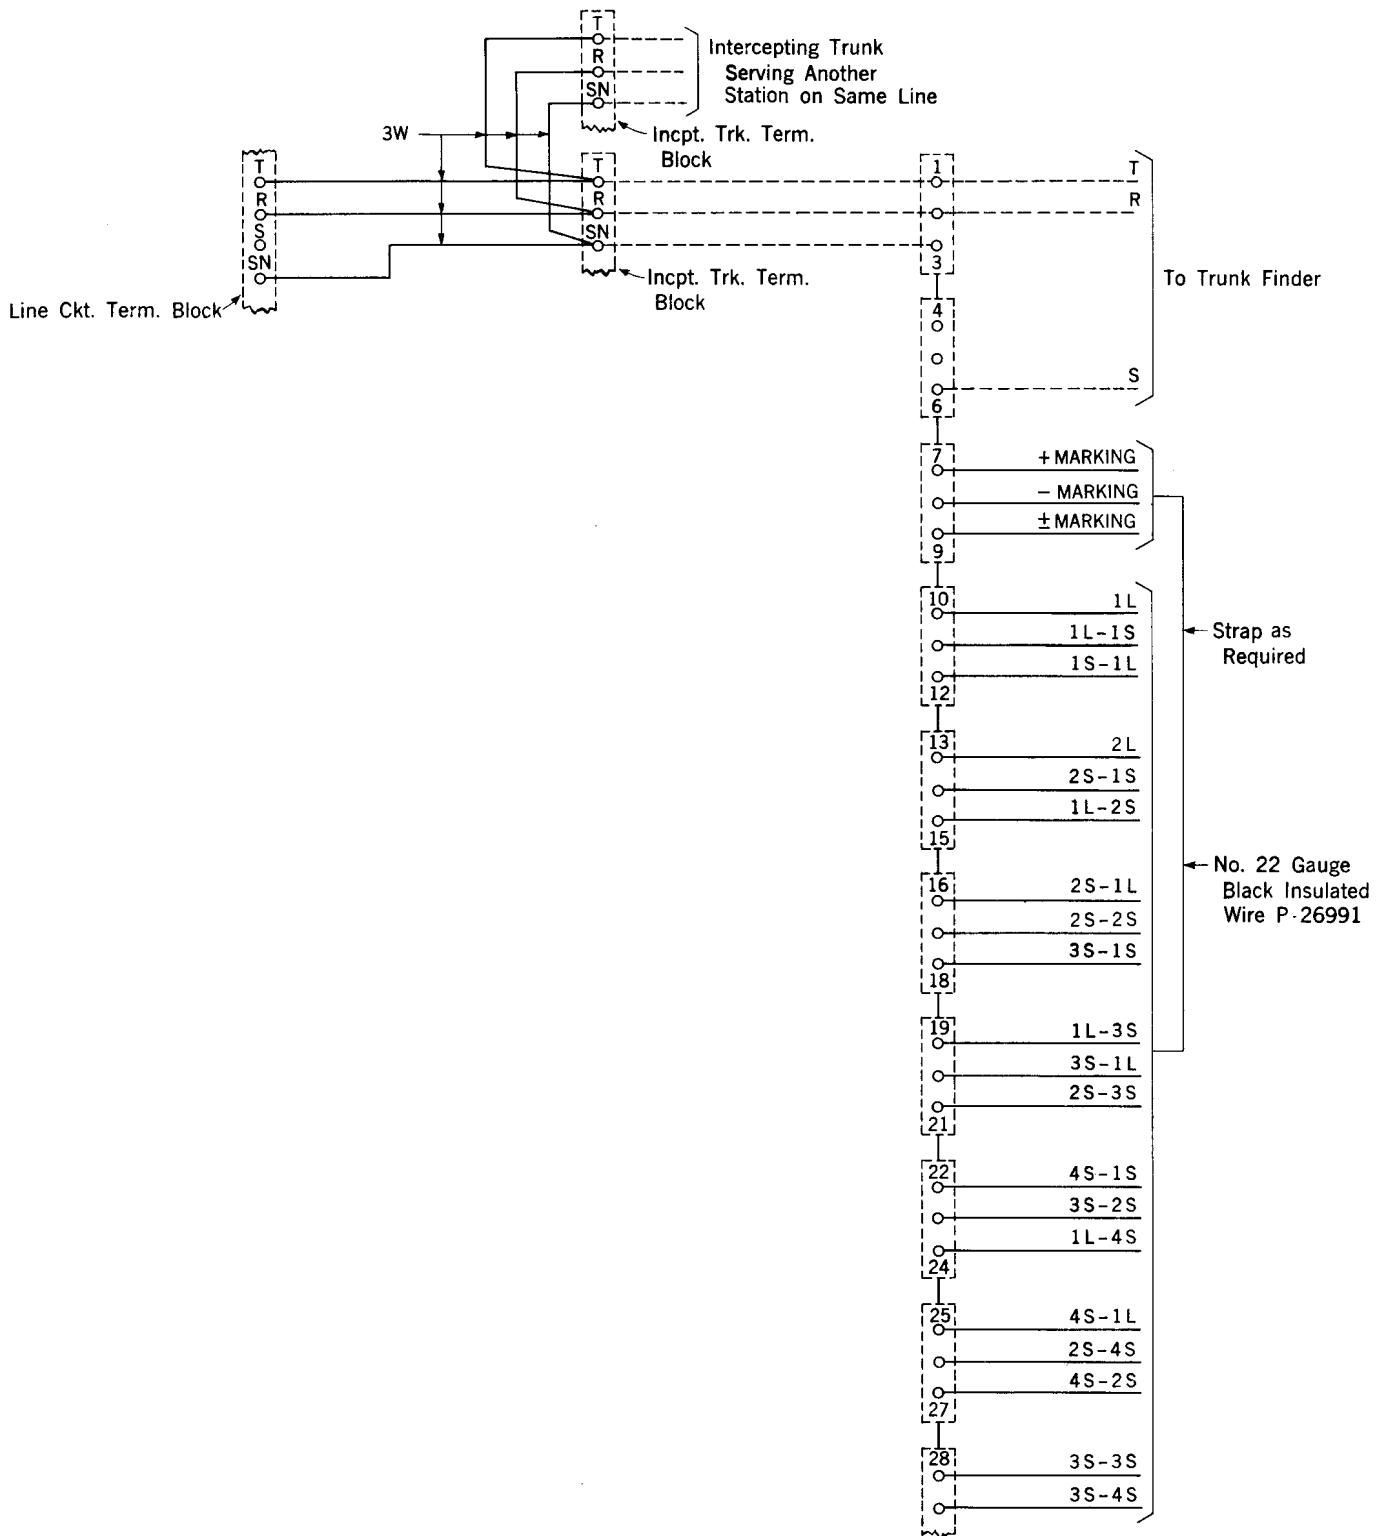 T
R
SN
Intercepting Trunk
Serving Another
Station on Same Line
3W
Incpt. Trk. Term.
Block
T
R
S
SN
Line Ckt. Term. Block
T
R
SN
Incpt. Trk. Term.
Block
1
T
R
3
4
S
6
To Trunk Finder
7
+ MARKING
- MARKING
± MARKING
9
10
1L
1L-1S
1S-1L
12
Strap as
Required
13
2L
2S-1S
1L-2S
15
16
2S-1L
2S-2S
3S-1S
18
No. 22 Gauge
Black Insulated
Wire P-26991
19
1L-3S
3S-1L
2S-3S
21
22
4S-1S
3S-2S
1L-4S
24
25
4S-1L
2S-4S
4S-2S
27
28
3S-3S
3S-4S